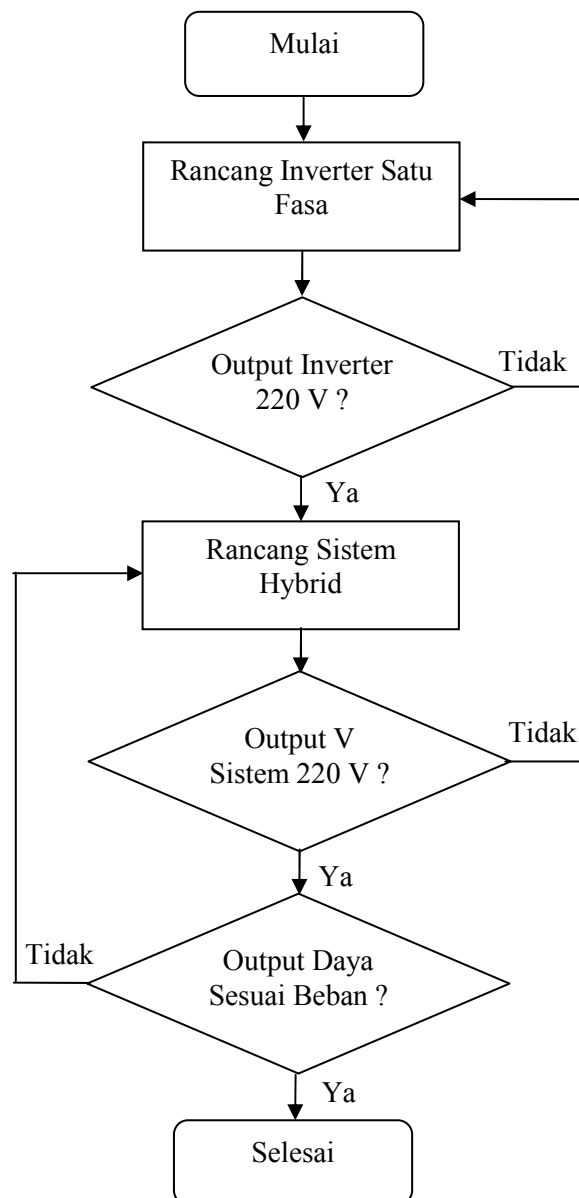 Mulai
Rancang Inverter Satu
Fasa
Output Inverter
220 V ?
Tidak
Ya
Rancang Sistem
Hybrid
Output V
Sistem 220 V ?
Tidak
Ya
Output Daya
Sesuai Beban ?
Tidak
Ya
Selesai